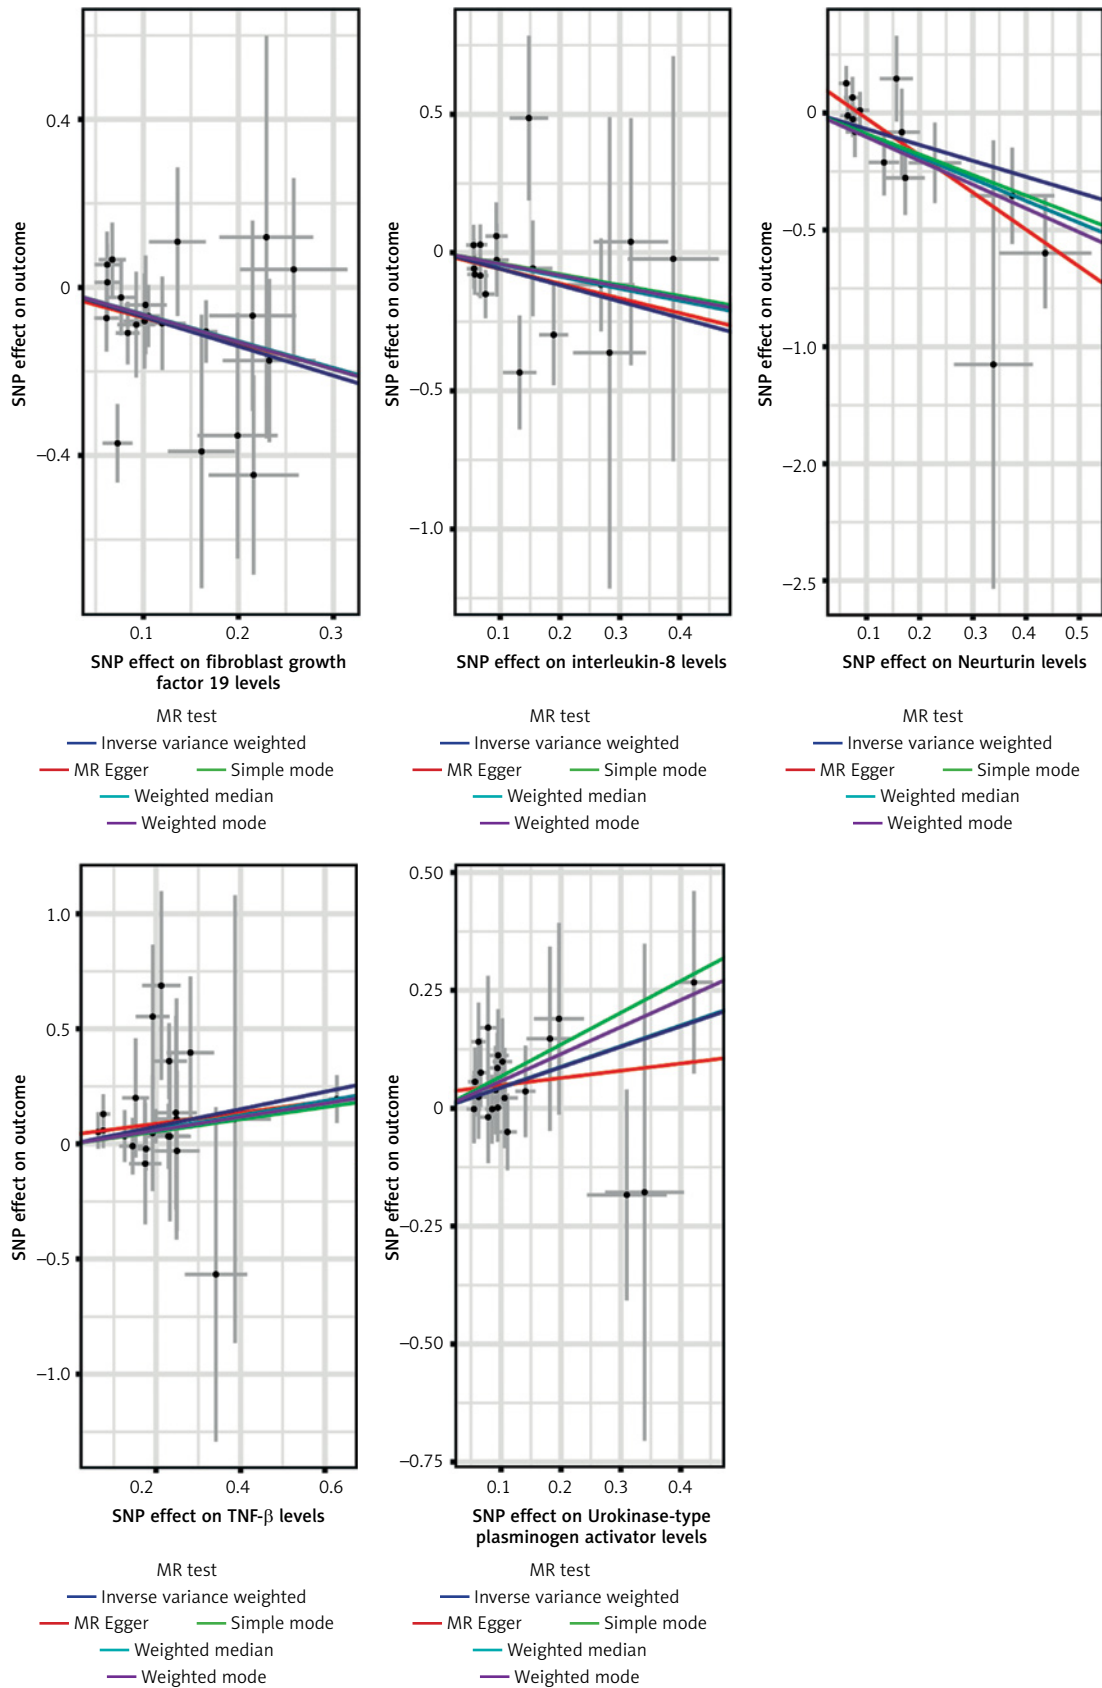 SNP effect on outcome
0.4
0
−0.4
0.1 0.2 0.3
SNP effect on fibroblast growth
factor 19 levels
MR test
Inverse variance weighted
MR Egger Simple mode
Weighted median
Weighted mode
SNP effect on outcome
0.5
0
−0.5
−1.0
0.1 0.2 0.3 0.4
SNP effect on interleukin-8 levels
MR test
Inverse variance weighted
MR Egger Simple mode
Weighted median
Weighted mode
SNP effect on outcome
0
−0.5
−1.0
−2.0
−2.5
0.1 0.2 0.4 0.5
SNP effect on Neurturin levels
MR test
Inverse variance weighted
MR Egger Simple mode
Weighted median
Weighted mode
SNP effect on outcome
1.0
0.5
0
−0.5
−1.0
0.2 0.4 0.6
SNP effect on TNF-β levels
MR test
Inverse variance weighted
MR Egger Simple mode
Weighted median
Weighted mode
SNP effect on outcome
0.50
0.25
0
−0.25
−0.50
−0.75
0.1 0.2 0.3 0.4
SNP effect on Urokinase-type
plasminogen activator levels
MR test
Inverse variance weighted
MR Egger Simple mode
Weighted median
Weighted mode